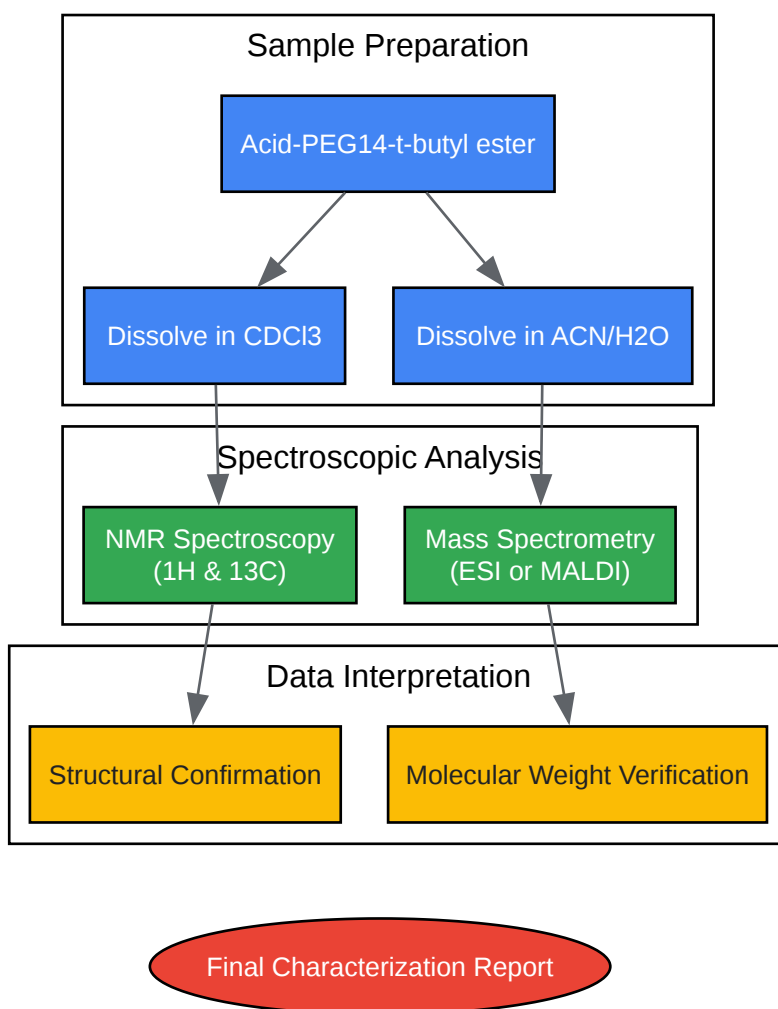 Sample Preparation
Acid-PEG14-t-butyl ester
Dissolve in CDCl3
Dissolve in ACN/H2O
Spectroscopic Analysis
NMR Spectroscopy
(1H & 13C)
Mass Spectrometry
(ESI or MALDI)
Data Interpretation
Structural Confirmation
Molecular Weight Verification
Final Characterization Report